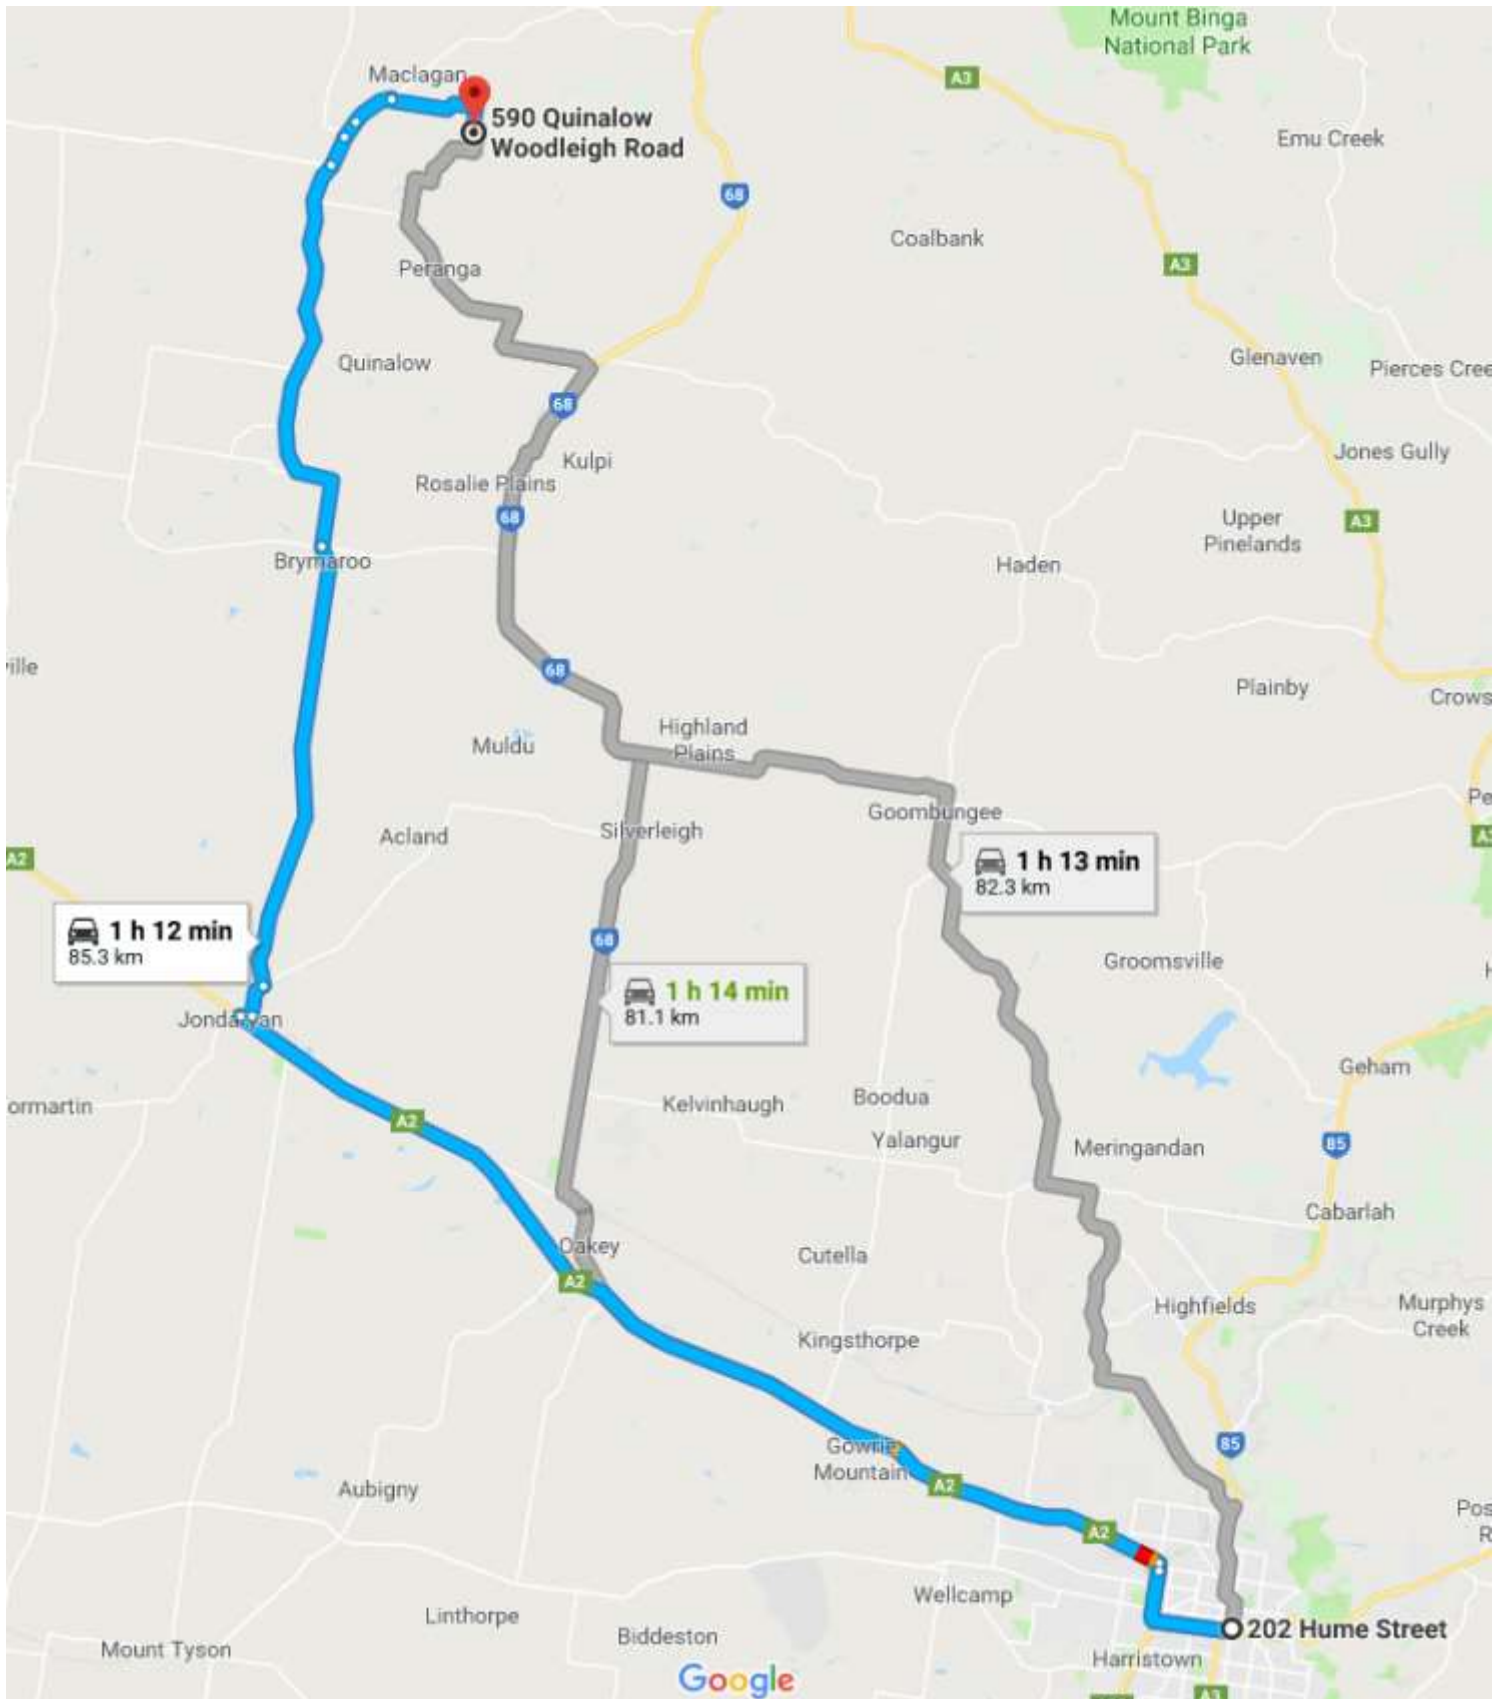 Mount Binga
National Park
Maclagan
A3
590 Quinalow
Woodleigh Road
Emu Creek
68
Coalbank
A3
Peranga
Glenaven
Quinalow
Pierces Cree
68
Jones Gully
Kulpi
Rosalie Plains
68
Upper
Pinelands
A3
Brymaroo
Haden
ville
68
Plainby
Crows
Highland
Plains
Muldu
Pe
Goombungee
Silverleigh
Acland
A2
1 h 13 min
82.3 km
1 h 12 min
85.3 km
68
Groomsville
1 h 14 min
81.1 km
Jondaryan
Geham
ormartin
Kelvinhaugh
Boodua
A2
Yalangur
85
Meringandan
Cabarlah
Oakey
Cutella
A2
Highfields
Murphys
Creek
Kingsthorpe
85
Gowrie
Mountain
A2
Aubigny
Pos
R
A2
Wellcamp
Linthorpe
202 Hume Street
Biddeston
Mount Tyson
Harristown
Google
A3